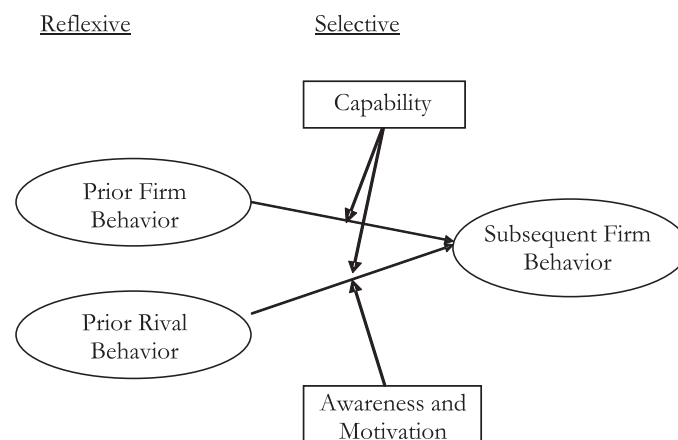 Reflexive
Selective
Capability
Prior Firm
Behavior
Subsequent Firm
Behavior
Prior Rival
Behavior
Awareness and
Motivation